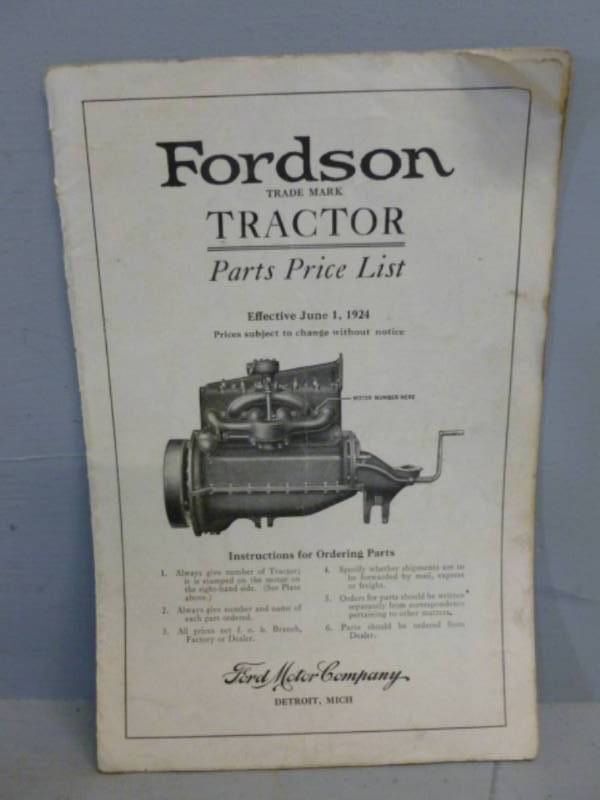 Fordson
TRADE MARK
TRACTOR
Parts Price List
Effective June 1, 1924
Prices subject to change without notice
MOTOR NUMBER HERE
Instructions for Ordering Parts
1. Always give number of Tractor;
it is stamped on the motor on
the right-hand side. (See Plate
above.)
2. Always give number and name of
each part ordered.
3. All prices net f. o. b. Branch,
Factory or Dealer.
4. Specify whether shipments are to
be forwarded by mail, express
or freight.
5. Orders for parts should be written
separately from correspondence
pertaining to other matters.
6. Parts should be ordered from
Dealer.
Ford Motor Company
DETROIT, MICH